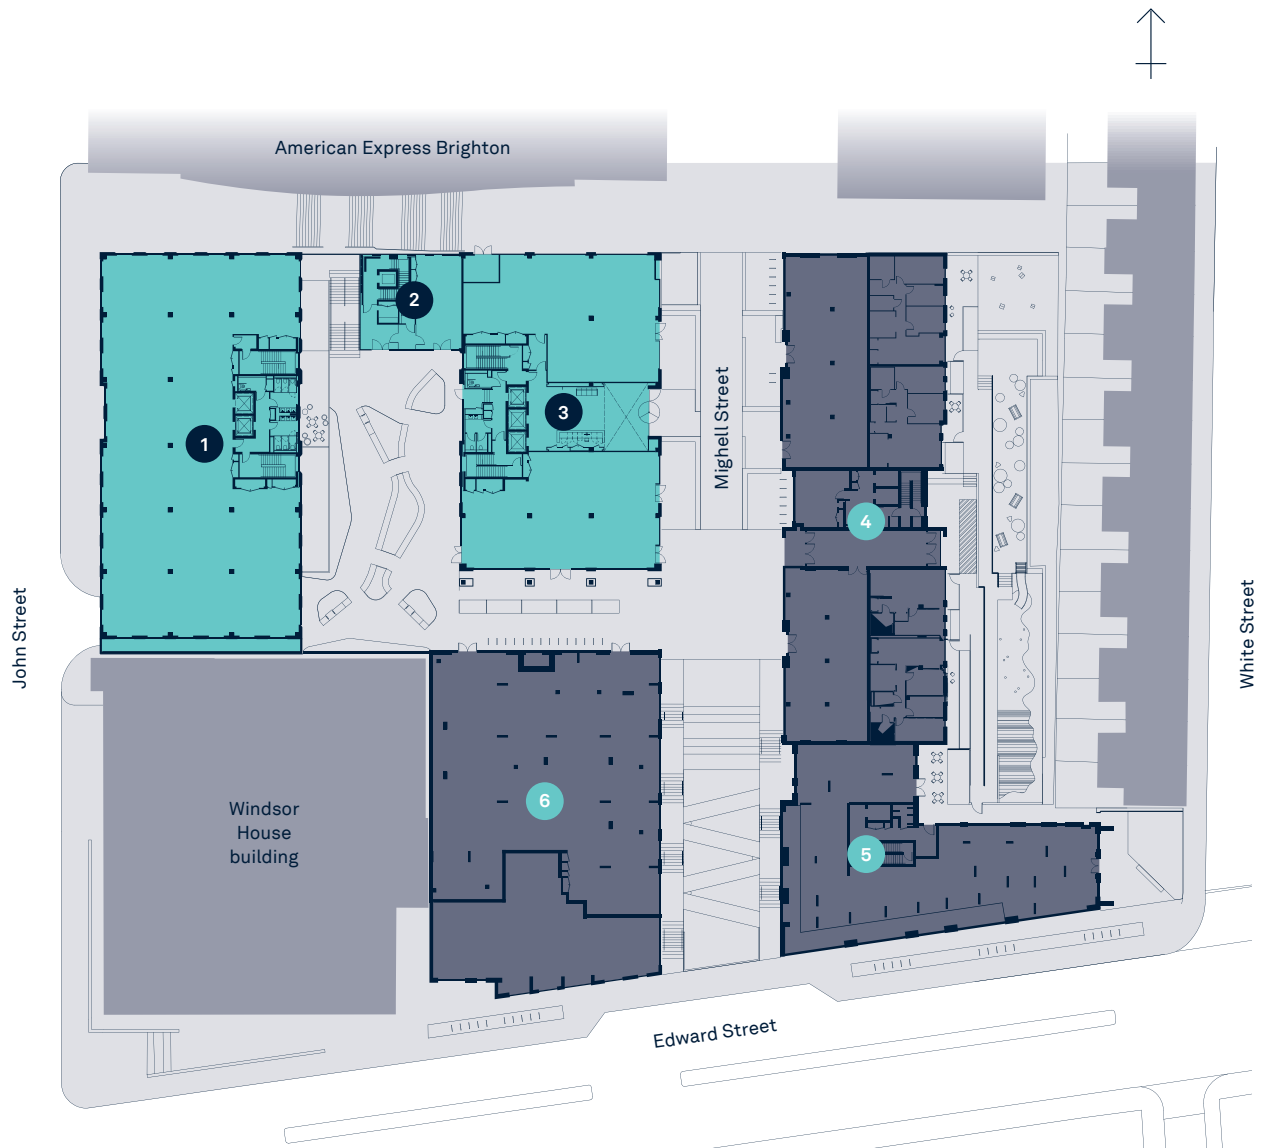 American Express Brighton
2
3
1
Mighell Street
4
John Street
White Street
6
Windsor
House
building
5
Edward Street